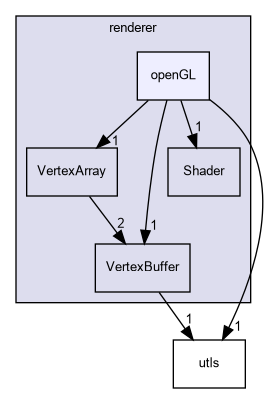 renderer
openGL
1
1
VertexArray
Shader
2
1
VertexBuffer
1
1
utls